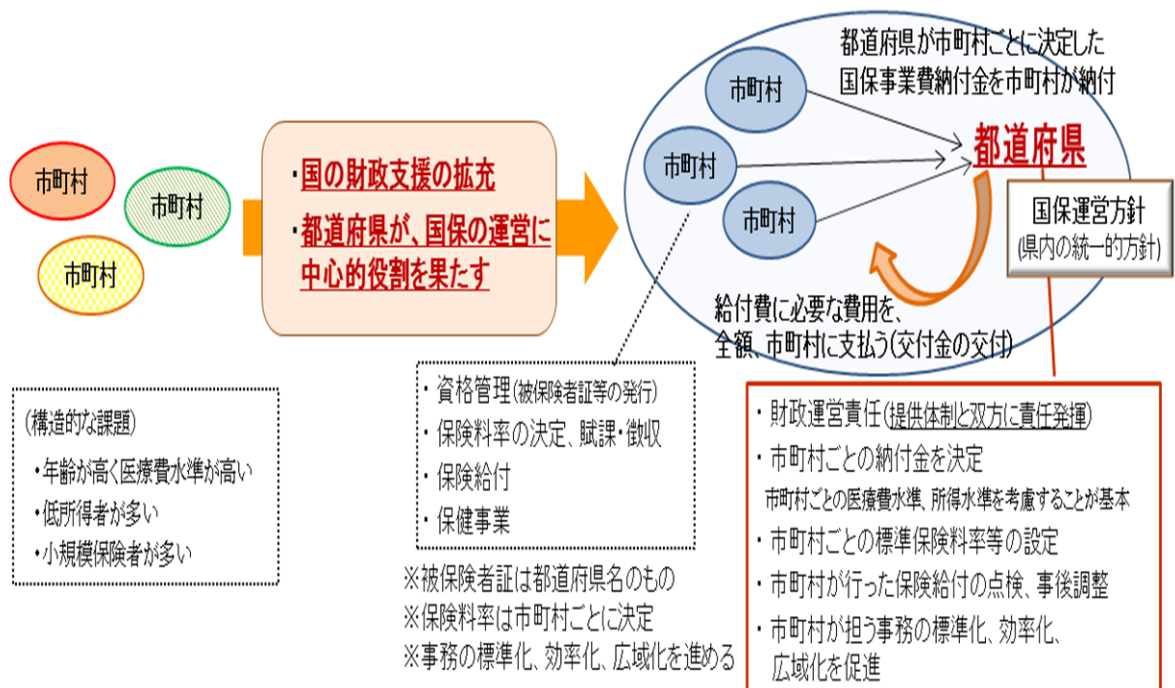 市町村
市町村
市町村
(構造的な課題)
・年齢が高く医療費水準が高い
・低所得者が多い
・小規模保険者が多い
・国の財政支援の拡充
・都道府県が、国保の運営に
中心的役割を果たす
都道府県が市町村ごとに決定した
国保事業費納付金を市町村が納付
市町村
市町村
市町村
都道府県
国保運営方針
(県内の統一的方針)
給付費に必要な費用を、
全額、市町村に支払う(交付金の交付)
・資格管理(被保険者証等の発行)
・保険料率の決定、賦課・徴収
・保険給付
・保健事業
※被保険者証は都道府県名のもの
※保険料率は市町村ごとに決定
※事務の標準化、効率化、広域化を進める
・財政運営責任(提供体制と双方に責任発揮)
・市町村ごとの納付金を決定
市町村ごとの医療費水準、所得水準を考慮することが基本
・市町村ごとの標準保険料率等の設定
・市町村が行った保険給付の点検、事後調整
・市町村が担う事務の標準化、効率化、
広域化を促進